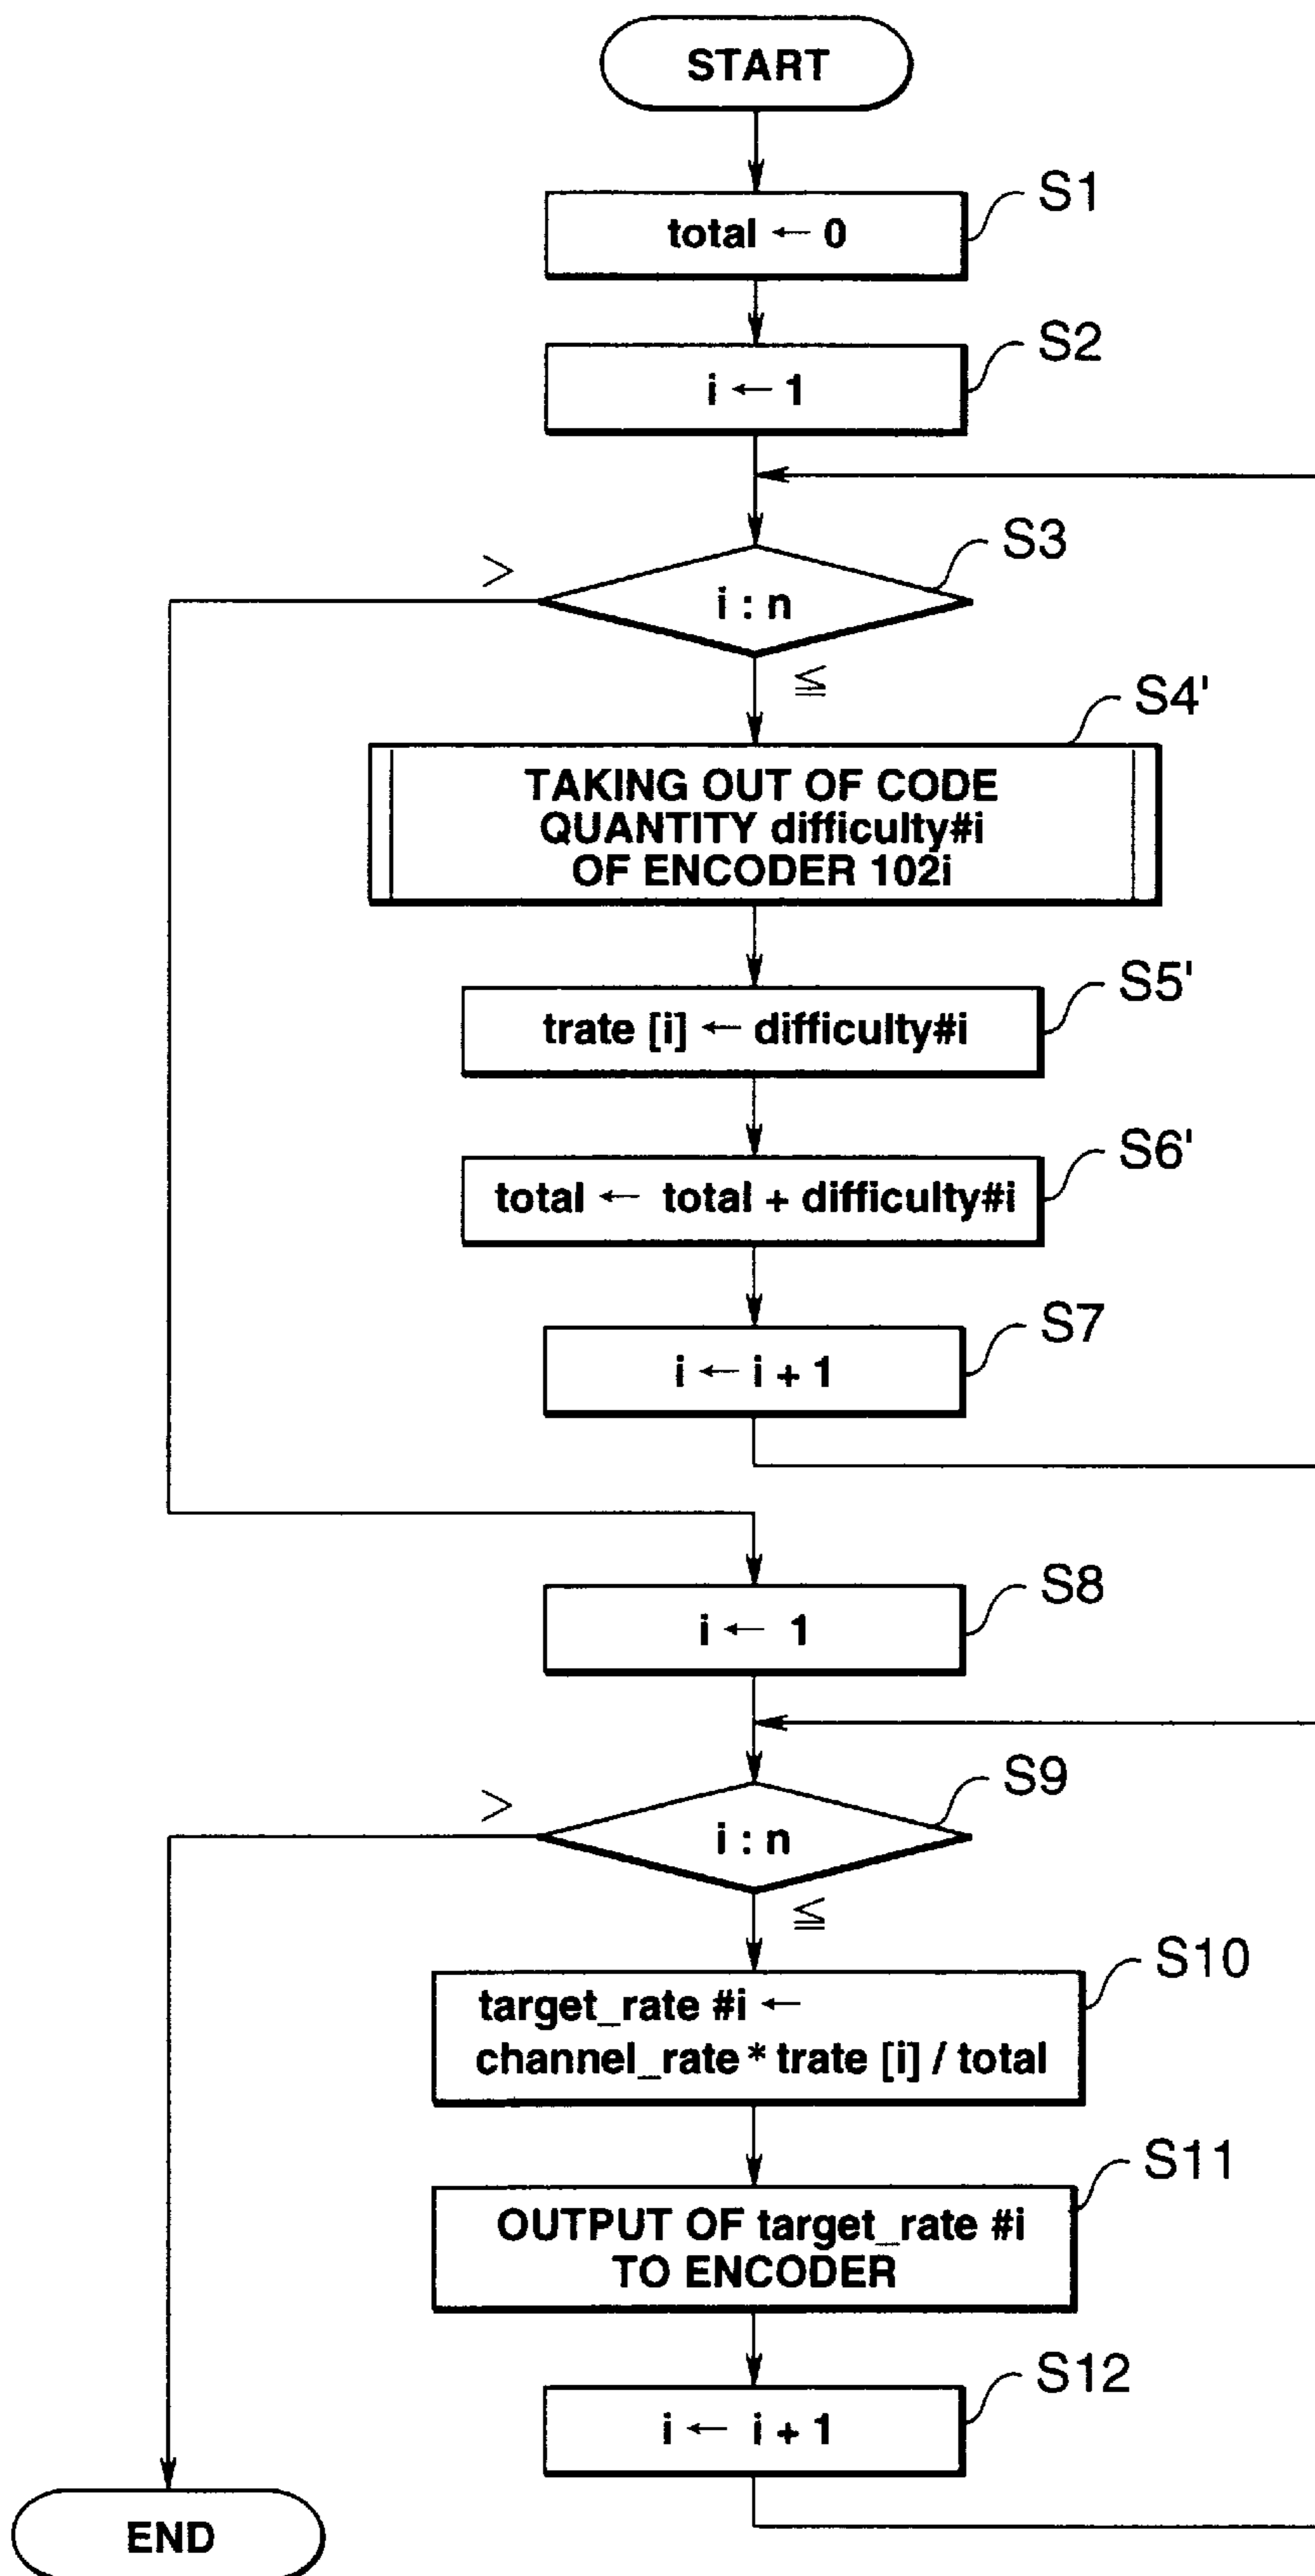 START
S1
total ← 0
S2
i ← 1
S3
>
i : n
≦
S4'
TAKING OUT OF CODE
QUANTITY difficulty#i
OF ENCODER 102i
S5'
trate [i] ← difficulty#i
S6'
total ← total + difficulty#i
S7
i ← i + 1
S8
i ← 1
S9
>
i : n
≦
S10
target_rate #i ←
channel_rate * trate [i] / total
S11
OUTPUT OF target_rate #i
TO ENCODER
S12
i ← i + 1
END